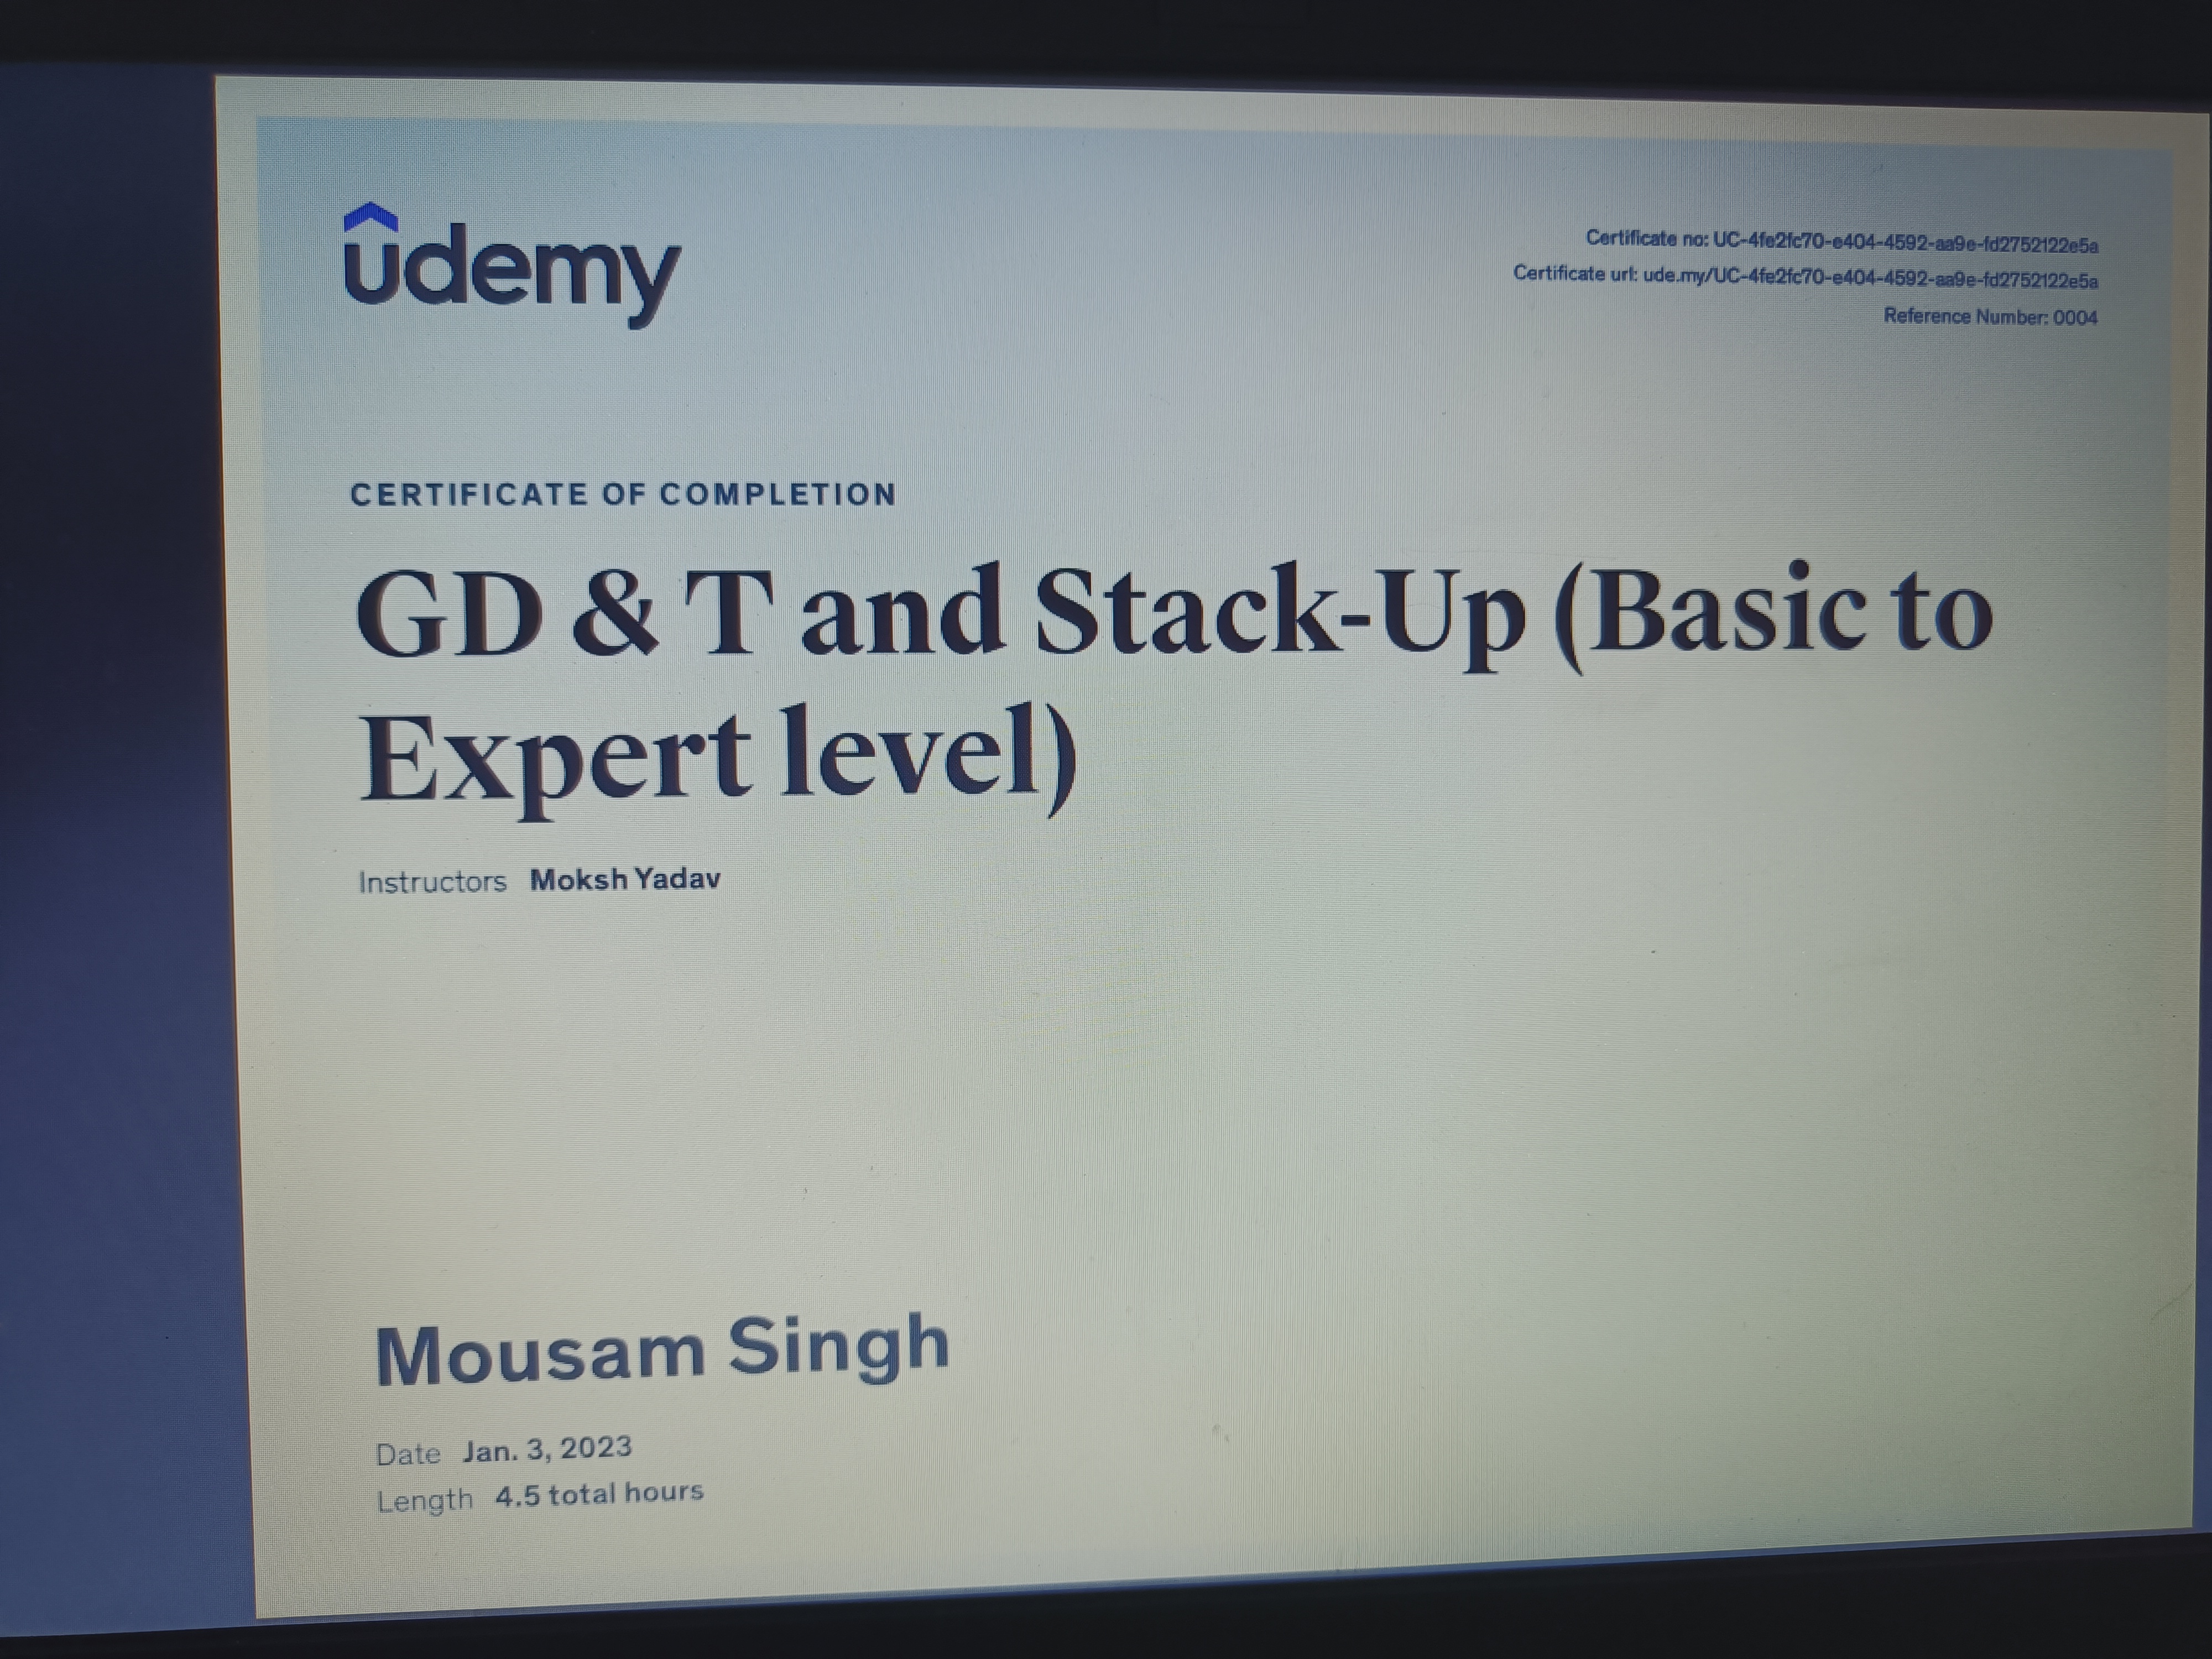 udemy
Certificate no: UC-4fe2fc70-e404-4592-aa9e-fd2752122e5a
Certificate url: ude.my/UC-4fe2fc70-e404-4592-aa9e-fd2752122e5a
Reference Number: 0004
CERTIFICATE OF COMPLETION
GD & T and Stack-Up (Basic to
Expert level)
Instructors Moksh Yadav
Mousam Singh
Date Jan. 3, 2023
Length 4.5 total hours